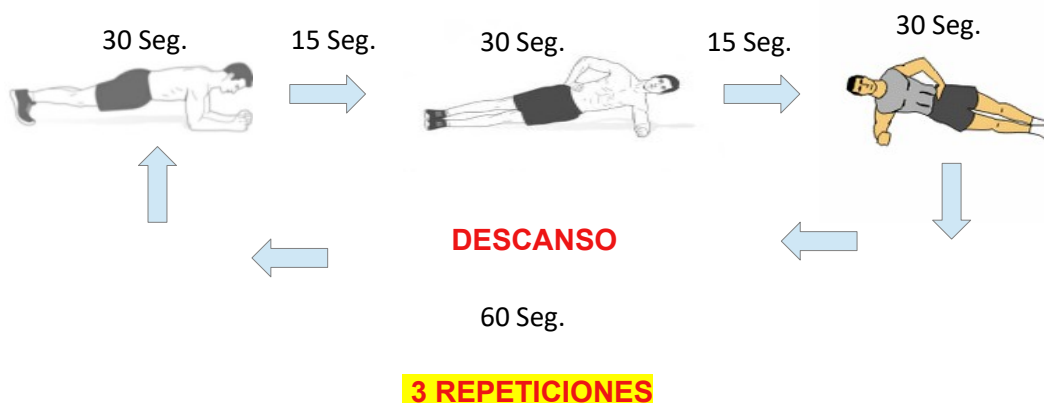 30 Seg.
15 Seg.
30 Seg.
15 Seg.
30 Seg.
DESCANSO
60 Seg.
3 REPETICIONES